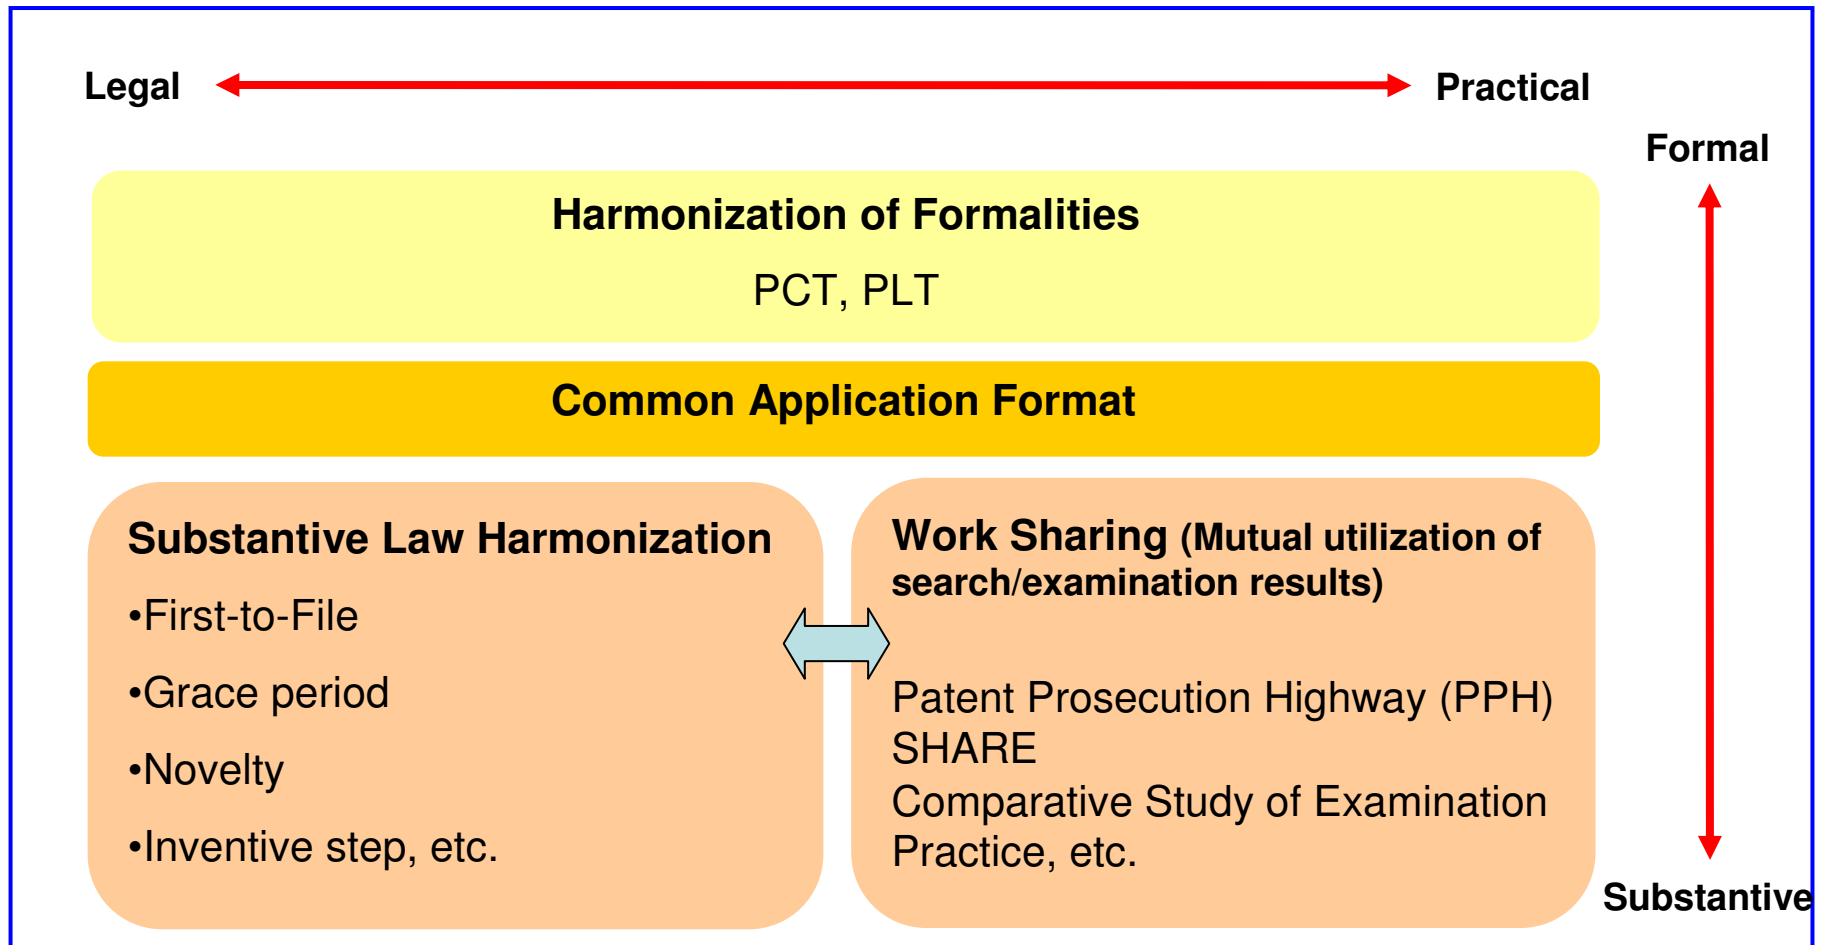 Legal
Practical
Formal
Harmonization of Formalities
PCT, PLT
Common Application Format
Substantive Law Harmonization
•First-to-File
•Grace period
•Novelty
•Inventive step, etc.
Work Sharing (Mutual utilization of
search/examination results)
Patent Prosecution Highway (PPH)
SHARE
Comparative Study of Examination
Practice, etc.
Substantive